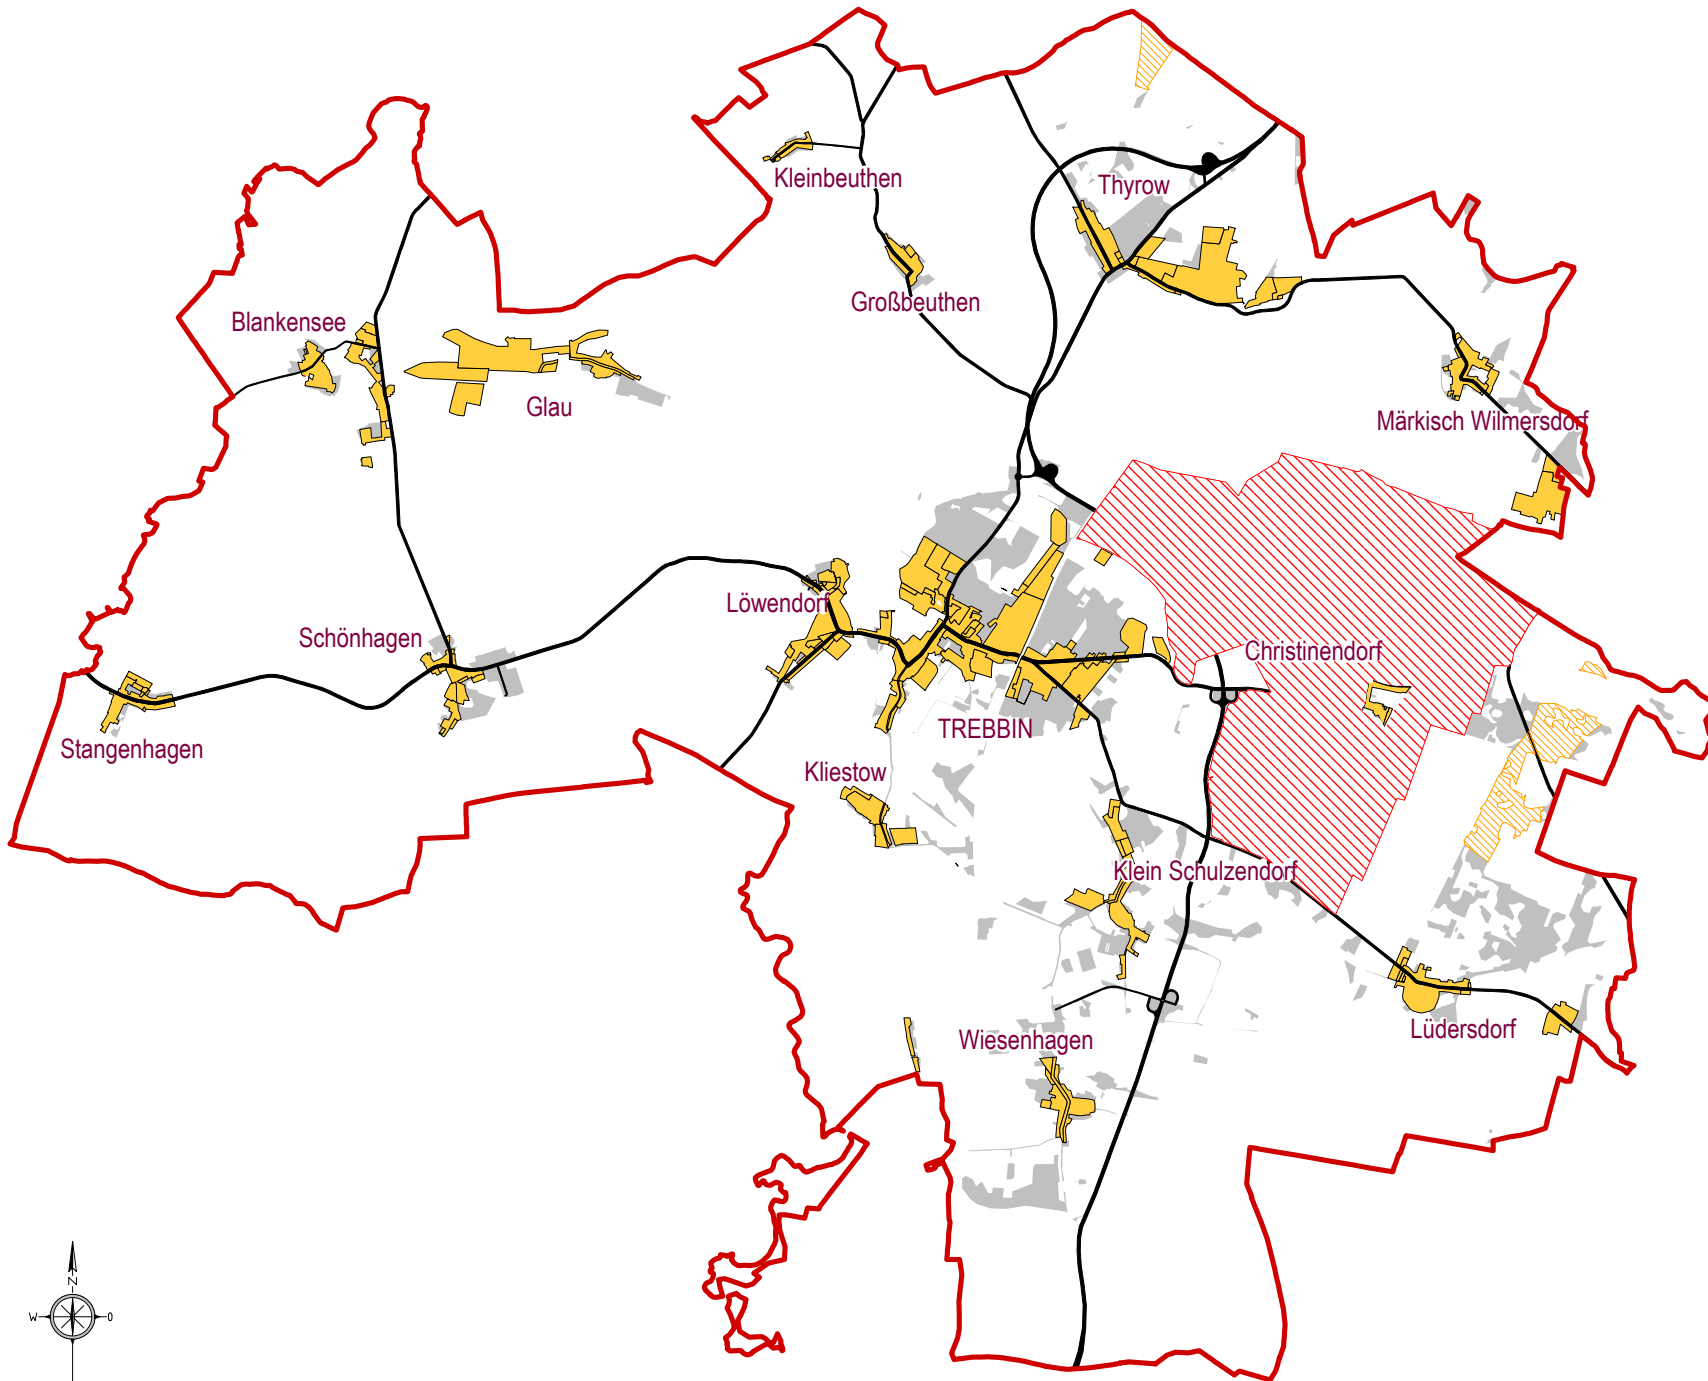 Kleinbeuthen
Thyrow
Großbeuthen
Blankensee
Glau
Märkisch Wilmersdorf
Löwendorf
Schönhagen
Christinendorf
TREBBIN
Stangenhagen
Kliestow
Klein Schulzendorf
Lüdersdorf
Wiesenhagen
N
W
O